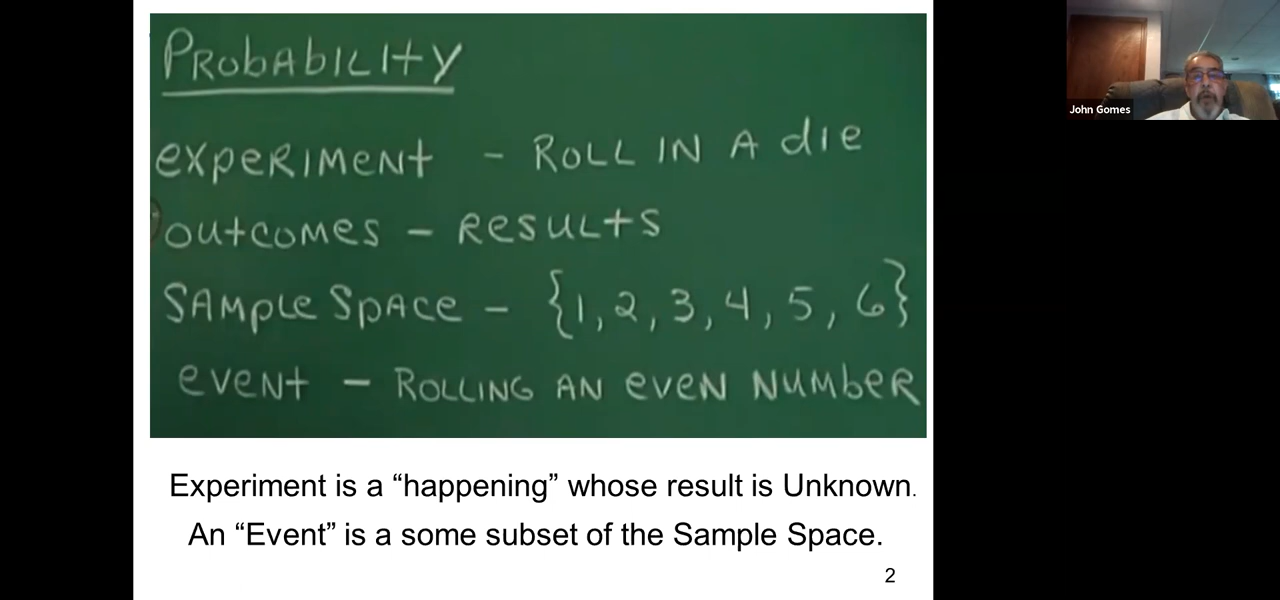 Probability
experiment - Roll in a die
outcomes - Results
Sample Space - {1, 2, 3, 4, 5, 6}
event - Rolling an even number
Experiment is a “happening” whose result is Unknown.
An “Event” is a some subset of the Sample Space.
2
John Gomes